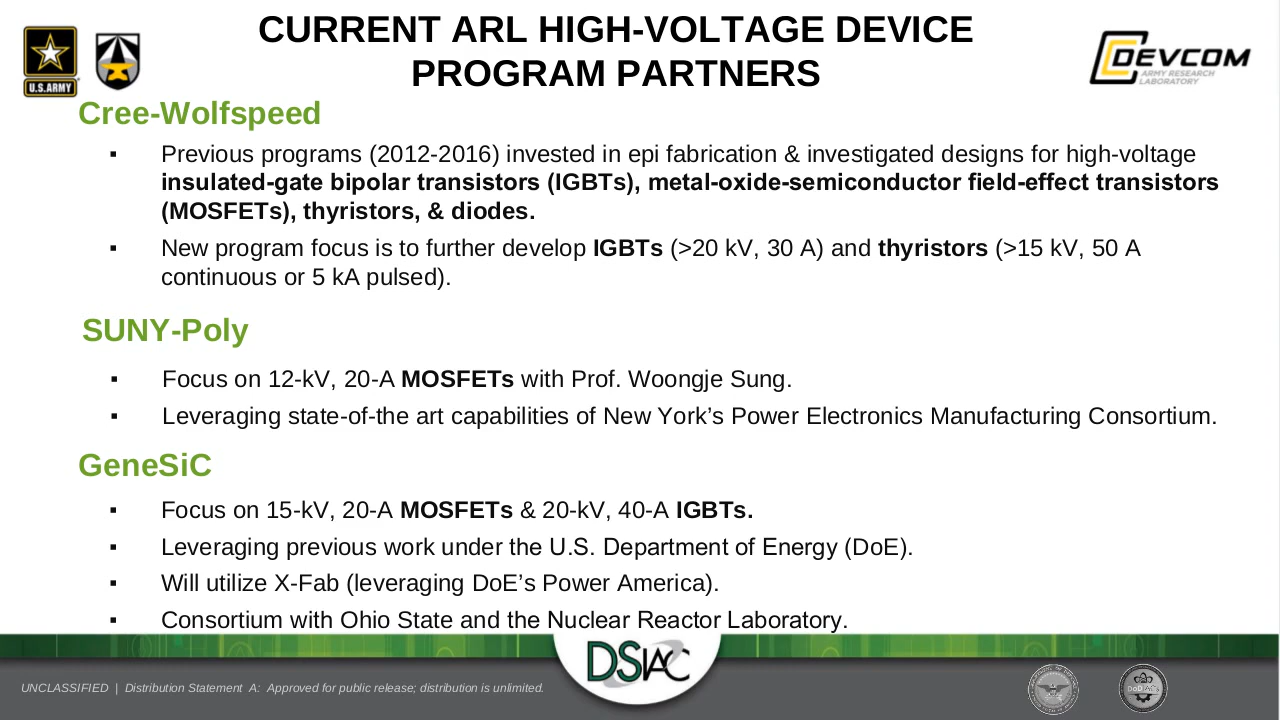 CURRENT ARL HIGH-VOLTAGE DEVICE
PROGRAM PARTNERS
U.S.ARMY
DEVCOM
ARMY RESEARCH
LABORATORY
Cree-Wolfspeed
▪ Previous programs (2012-2016) invested in epi fabrication & investigated designs for high-voltage
insulated-gate bipolar transistors (IGBTs), metal-oxide-semiconductor field-effect transistors
(MOSFETs), thyristors, & diodes.
▪ New program focus is to further develop IGBTs (>20 kV, 30 A) and thyristors (>15 kV, 50 A
continuous or 5 kA pulsed).
SUNY-Poly
▪ Focus on 12-kV, 20-A MOSFETs with Prof. Woongje Sung.
▪ Leveraging state-of-the art capabilities of New York’s Power Electronics Manufacturing Consortium.
GeneSiC
▪ Focus on 15-kV, 20-A MOSFETs & 20-kV, 40-A IGBTs.
▪ Leveraging previous work under the U.S. Department of Energy (DoE).
▪ Will utilize X-Fab (leveraging DoE’s Power America).
▪ Consortium with Ohio State and the Nuclear Reactor Laboratory.
DSIAC
UNCLASSIFIED | Distribution Statement A: Approved for public release; distribution is unlimited.
DoD IACs